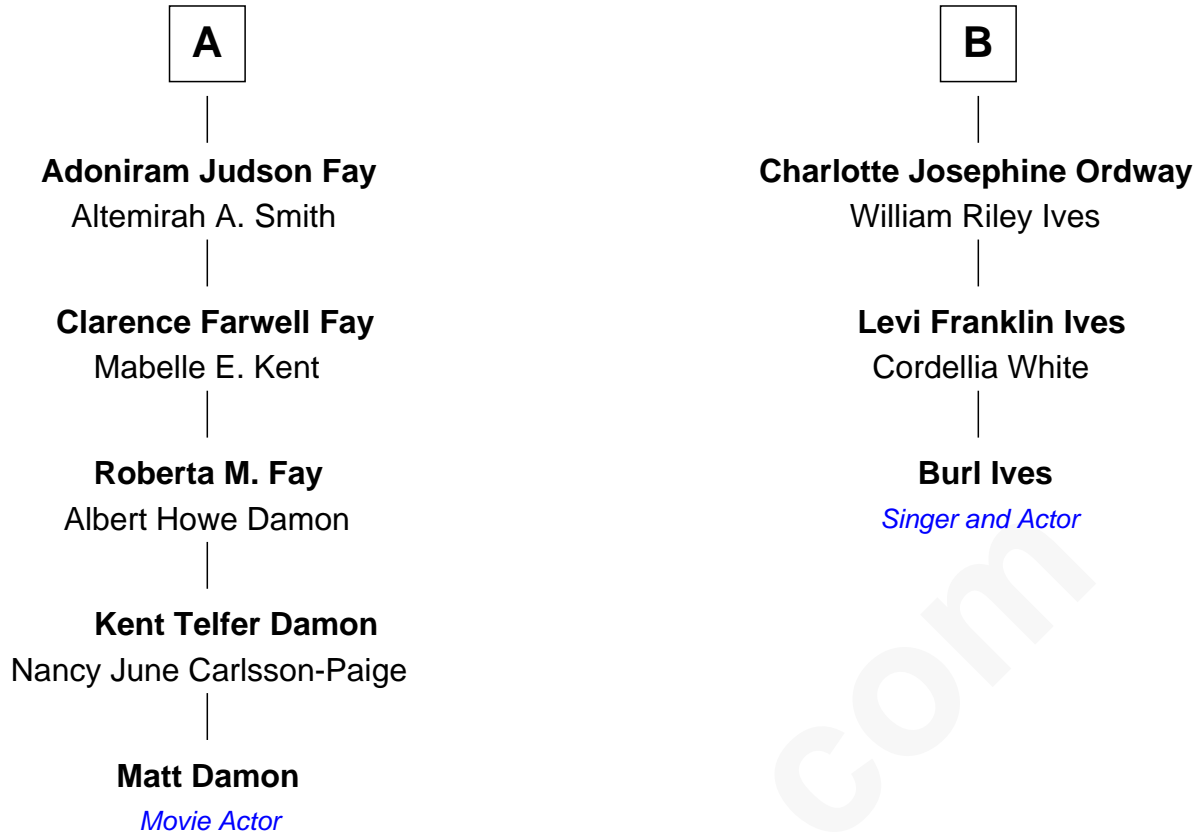 A
Adoniram Judson Fay
Altemirah A. Smith
Clarence Farwell Fay
Mabelle E. Kent
Roberta M. Fay
Albert Howe Damon
Kent Telfer Damon
Nancy June Carlsson-Paige
Matt Damon
Movie Actor
B
Charlotte Josephine Ordway
William Riley Ives
Levi Franklin Ives
Cordellia White
Burl Ives
Singer and Actor
com